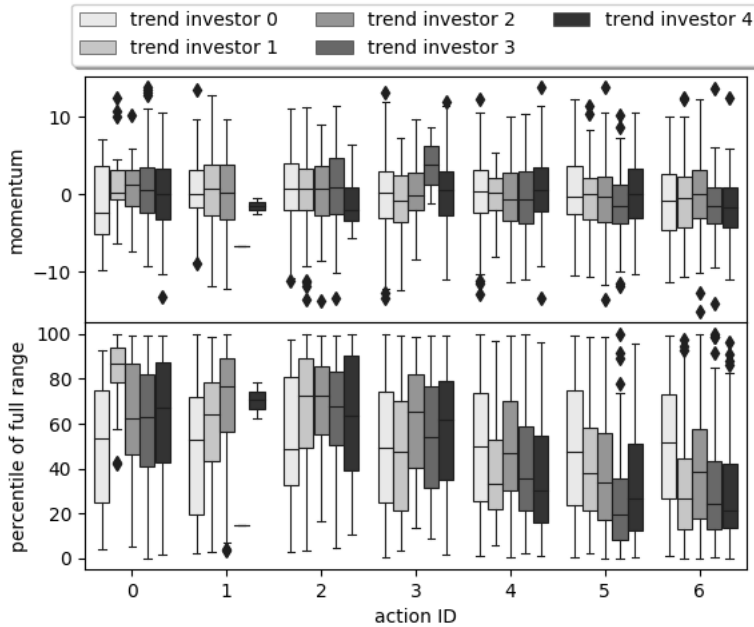 trend investor 0 trend investor 2 trend investor 4
trend investor 1 trend investor 3
momentum
10
0
−10
percentile of full range
100
80
60
40
20
0
0 1 2 3 4 5 6
action ID